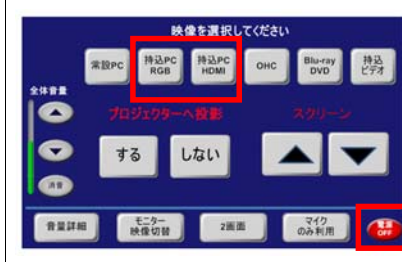 映像を選択してください
常設PC
持込PC
RGB
持込PC
HDMI
OHC
Blu-ray
DVD
持込
ビデオ
全体音量
プロジェクターへ投影
スクリーン
する
しない
消音
音量詳細
モニター
映像切替
2画面
マイク
のみ利用
電源
OFF